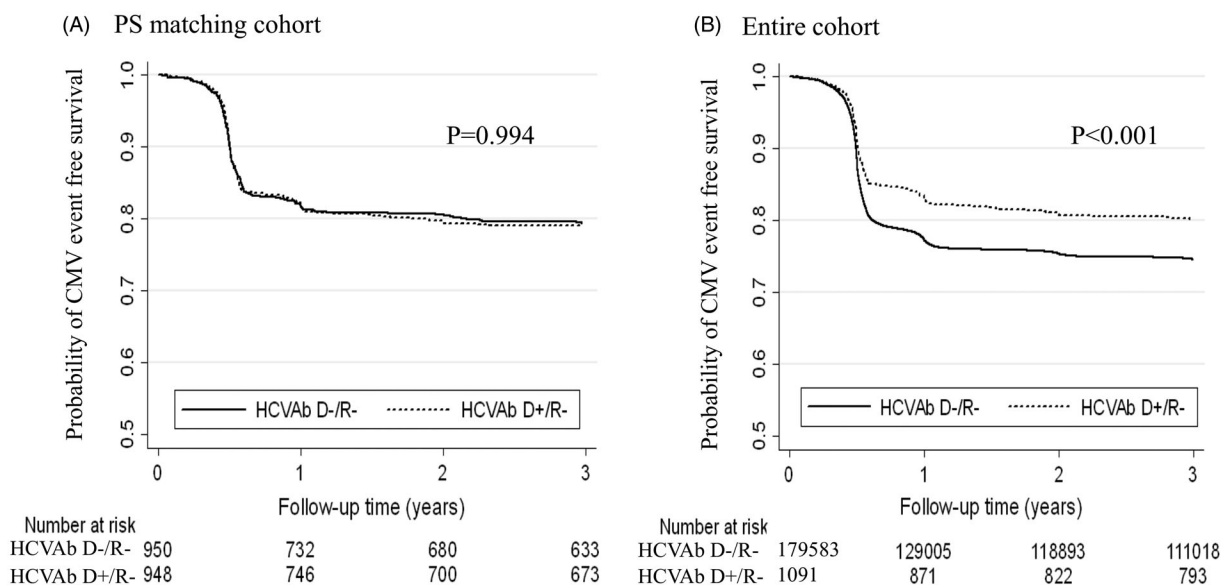 (A) PS matching cohort
Probability of CMV event free survival
1.0
0.9
0.8
0.7
0.6
0.5
P=0.994
HCVAb D-/R- HCVAb D+/R-
0 1 2 3
Follow-up time (years)
Number at risk
HCVAb D-/R- 950 732 680 633
HCVAb D+/R- 948 746 700 673
(B) Entire cohort
Probability of CMV event free survival
1.0
0.9
0.8
0.7
0.6
0.5
P<0.001
HCVAb D-/R- HCVAb D+/R-
0 1 2 3
Follow-up time (years)
Number at risk
HCVAb D-/R- 179583 129005 118893 111018
HCVAb D+/R- 1091 871 822 793